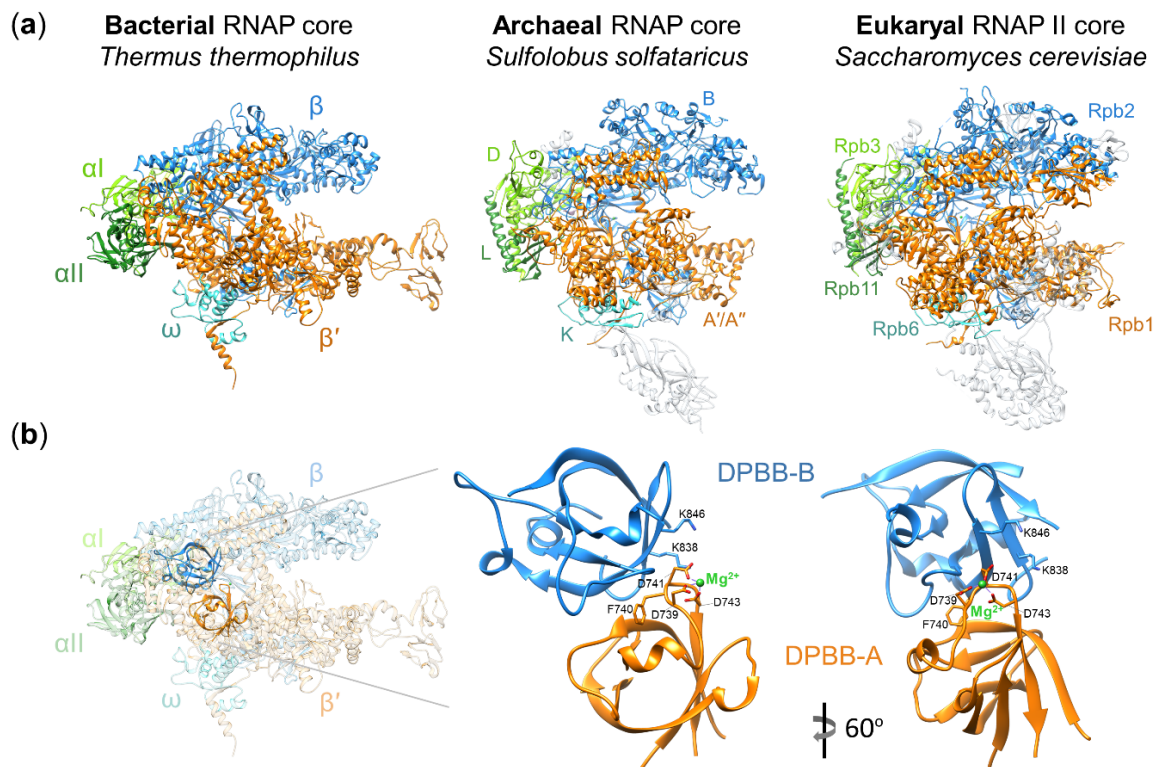 (a)
Bacterial RNAP core
Thermus thermophilus
Archaeal RNAP core
Sulfolobus solfataricus
Eukaryal RNAP II core
Saccharomyces cerevisiae
β
αI
αII
ω
β′
B
D
L
K
A′/A″
Rpb2
Rpb3
Rpb11
Rpb6
Rpb1
(b)
β
αI
αII
ω
β′
DPBB-B
K846
K838
D741
Mg²⁺
F740
D739
D743
DPBB-A
K846
K838
D741
D739
Mg²⁺
F740
D743
60º